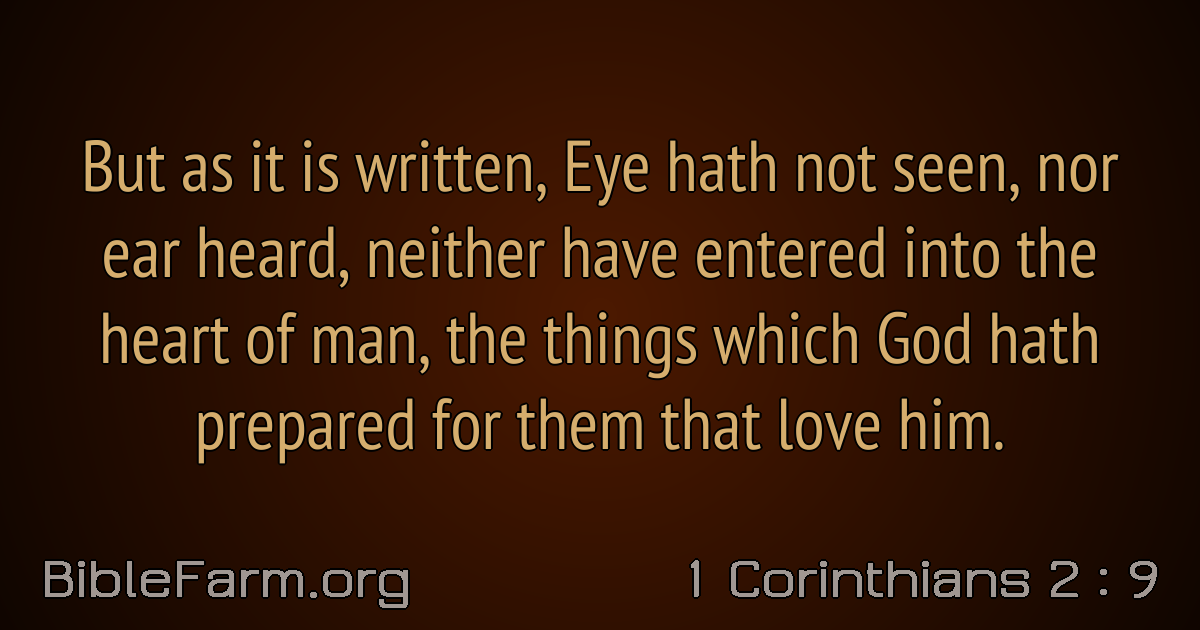 But as it is written, Eye hath not seen, nor
ear heard, neither have entered into the
heart of man, the things which God hath
prepared for them that love him.
BibleFarm.org
1 Corinthians 2 : 9